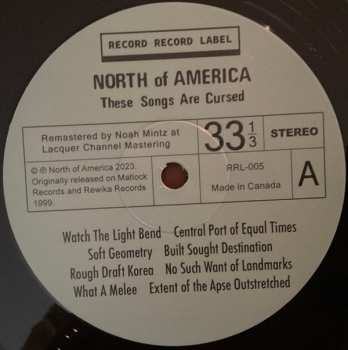 RECORD RECORD LABEL
NORTH of AMERICA
These Songs Are Cursed
Remastered by Noah Mintz at
Lacquer Channel Mastering
33 1/3
STEREO
© ℗ North of America 2023.
Originally released on Matlock
Records and Rewika Records
1999.
RRL-005
Made in Canada
A
Watch The Light Bend Central Port of Equal Times
Soft Geometry Built Sought Destination
Rough Draft Korea No Such Want of Landmarks
What A Melee Extent of the Apse Outstretched